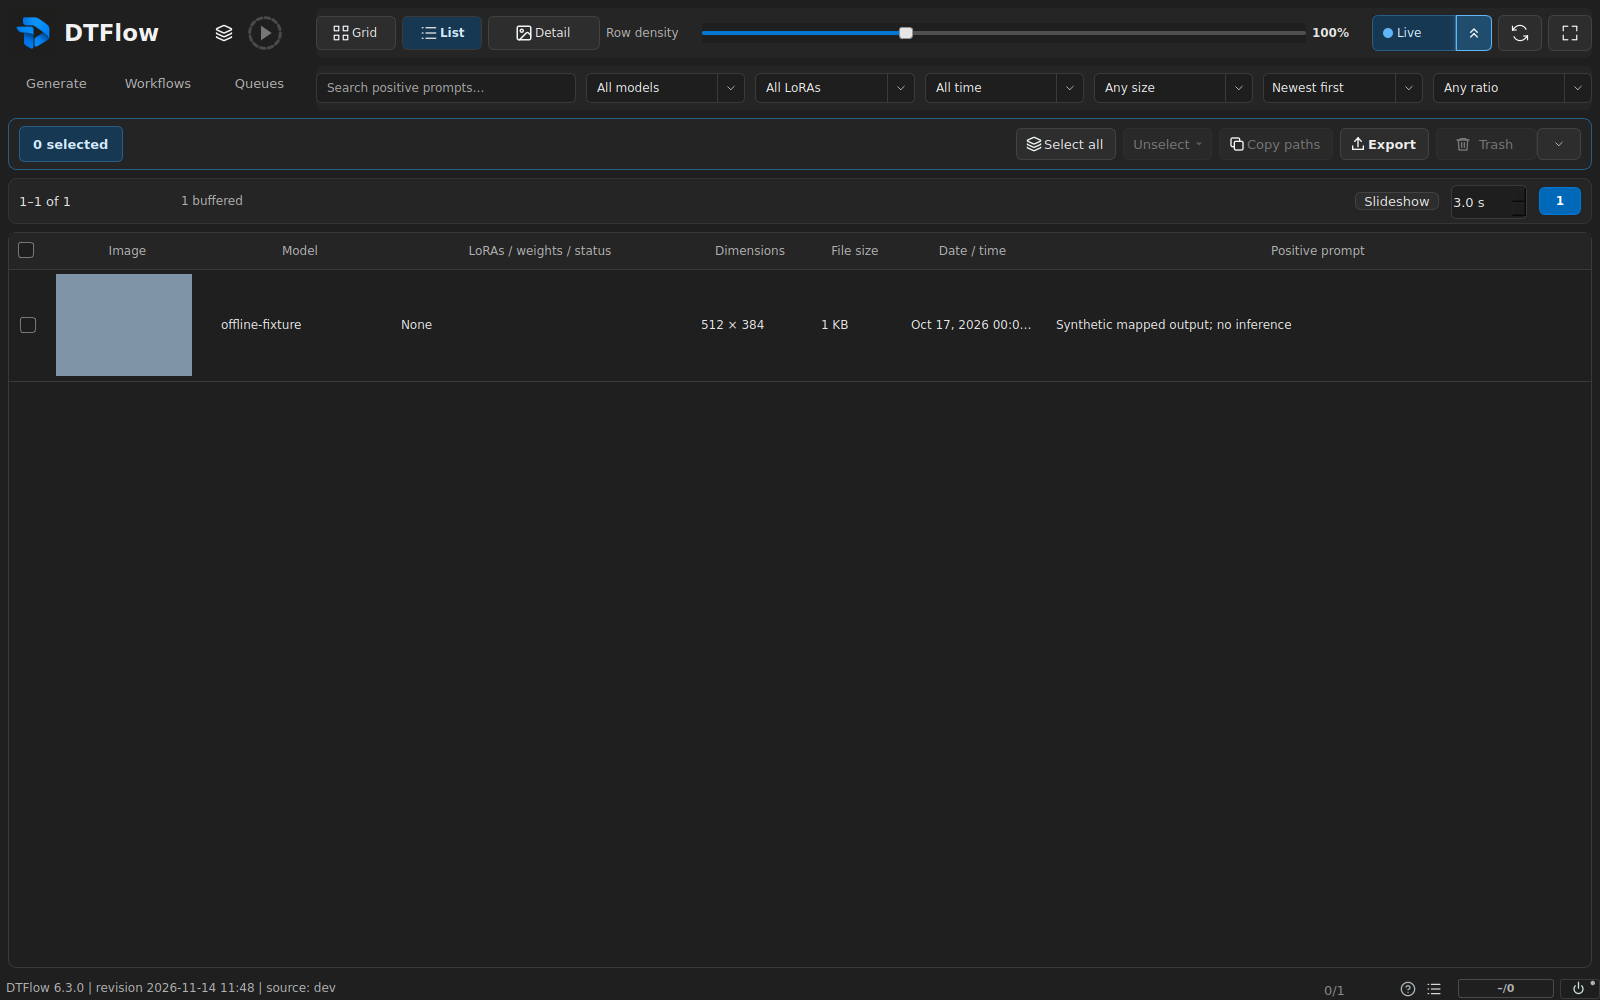 DTFlow
Grid
List
Detail
Row density
100%
Live
Generate
Workflows
Queues
Search positive prompts...
All models
All LoRAs
All time
Any size
Newest first
Any ratio
0 selected
Select all
Unselect
Copy paths
Export
Trash
1–1 of 1
1 buffered
Slideshow
3.0 s
1
Image
Model
LoRAs / weights / status
Dimensions
File size
Date / time
Positive prompt
offline-fixture
None
512 × 384
1 KB
Oct 17, 2026 00:0...
Synthetic mapped output; no inference
DTFlow 6.3.0 | revision 2026-11-14 11:48 | source: dev
0/1
-/0